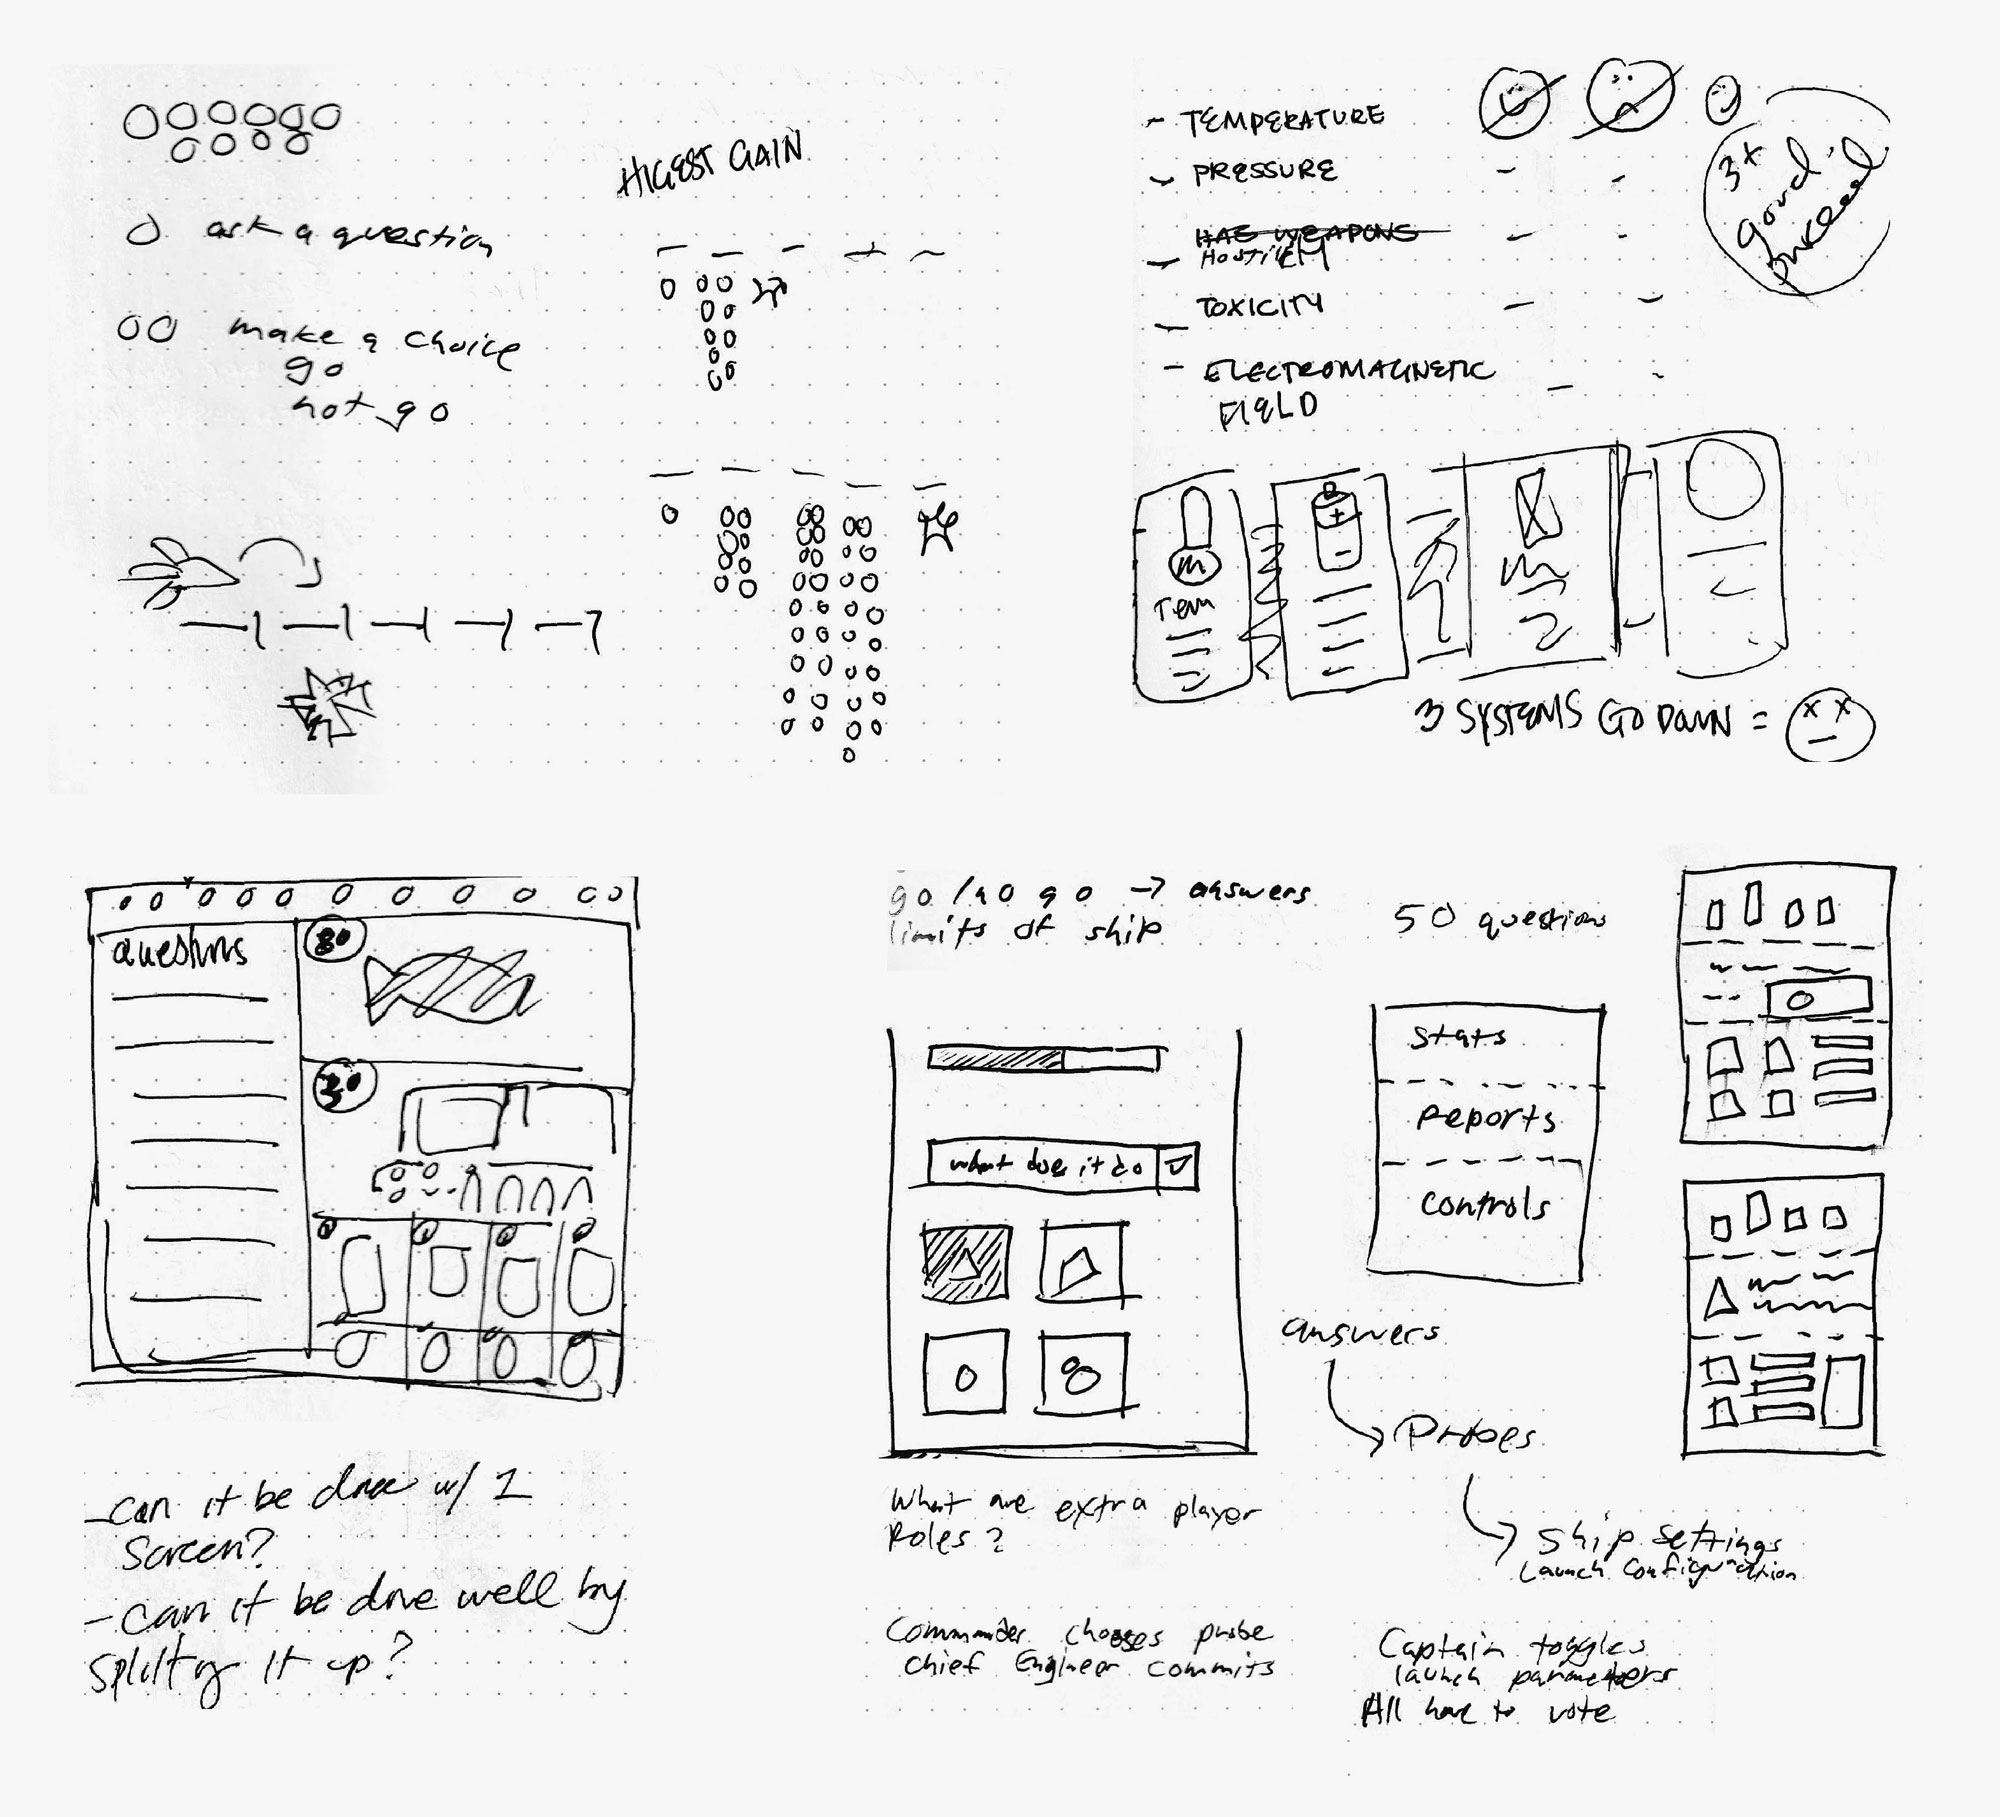 HIGEST GAIN
ask a question
make a choice
go
not go
- TEMPERATURE
- PRESSURE
HAS WEAPONS
- HOSTILITY
- TOXICITY
- ELECTROMAGNETIC
FIELD
3x
good
proceed
m
Tem
3 SYSTEMS GO DOWN =
questions
80
30
- can it be done w/ 1
Screen?
- can it be done well by
splitting it up?
go / no go → answers
limits of ship
50 questions
what does it do
Stats
Reports
Controls
answers
Probes
Ship settings
Launch Configuration
What are extra player
Roles?
Commander chooses probe
Chief Engineer commits
Captain toggles
launch parameters
All have to vote